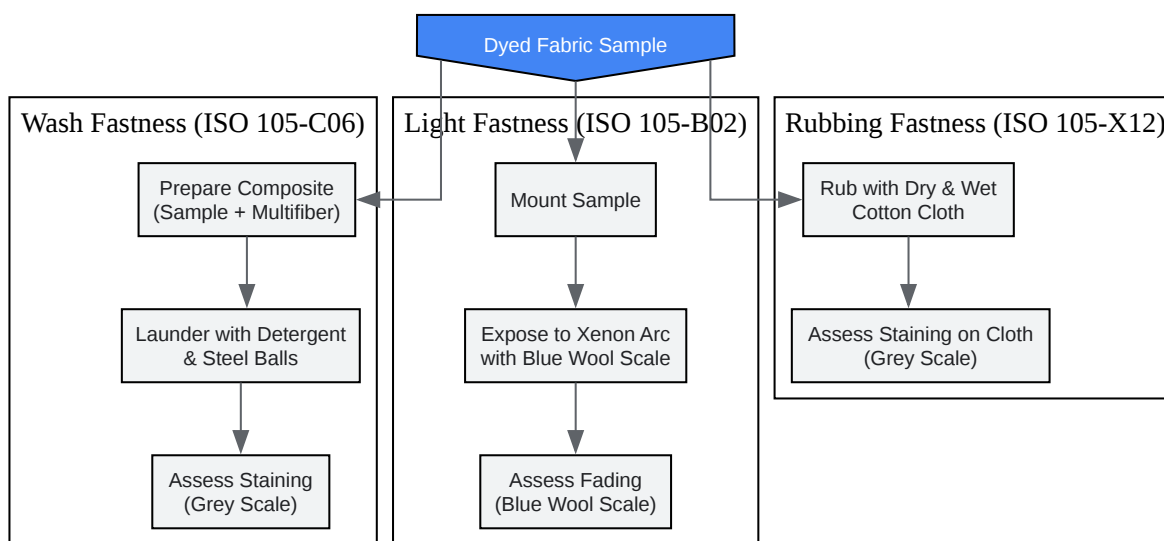 Dyed Fabric Sample
Wash Fastness (ISO 105-C06)
Prepare Composite
(Sample + Multifiber)
Launder with Detergent
& Steel Balls
Assess Staining
(Grey Scale)
Light Fastness (ISO 105-B02)
Mount Sample
Expose to Xenon Arc
with Blue Wool Scale
Assess Fading
(Blue Wool Scale)
Rubbing Fastness (ISO 105-X12)
Rub with Dry & Wet
Cotton Cloth
Assess Staining on Cloth
(Grey Scale)